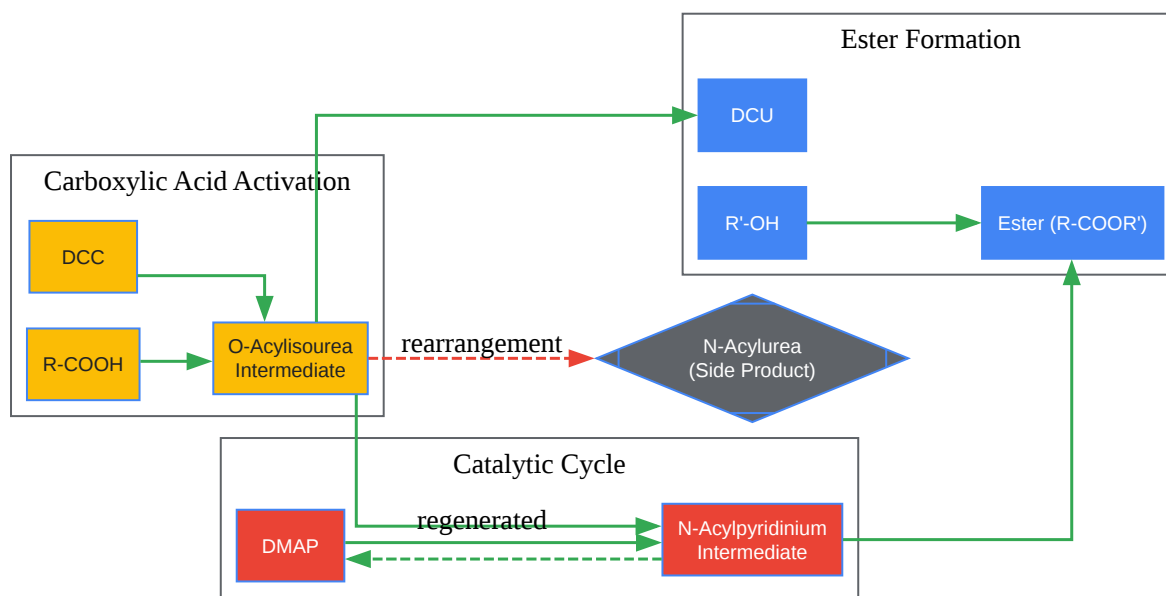 Ester Formation
DCU
Carboxylic Acid Activation
R'-OH
Ester (R-COOR')
DCC
R-COOH
O-Acylisourea
Intermediate
rearrangement
N-Acylurea
(Side Product)
Catalytic Cycle
regenerated
DMAP
N-Acylpyridinium
Intermediate